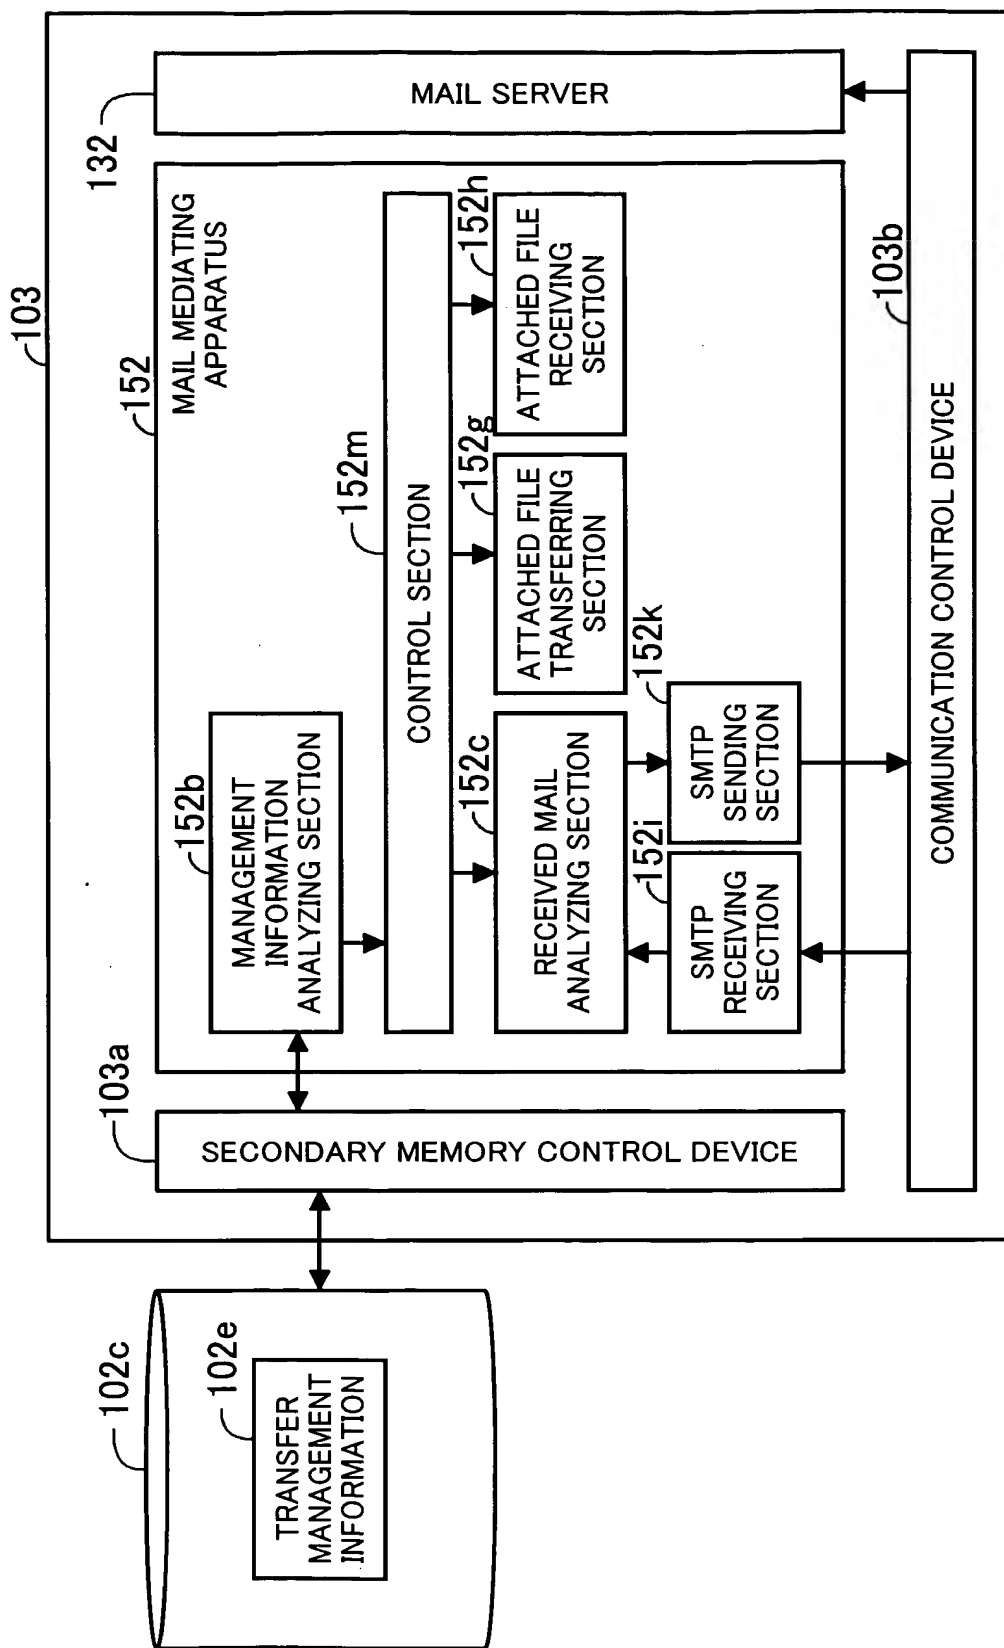 103
102c
102e
TRANSFER
MANAGEMENT
INFORMATION
103a
SECONDARY MEMORY CONTROL DEVICE
152
MAIL MEDIATING
APPARATUS
152b
MANAGEMENT
INFORMATION
ANALYZING SECTION
152m
CONTROL SECTION
152c
RECEIVED MAIL
ANALYZING SECTION
152g
ATTACHED FILE
TRANSFERRING
SECTION
152h
ATTACHED FILE
RECEIVING
SECTION
152i
SMTP
RECEIVING
SECTION
152k
SMTP
SENDING
SECTION
132
MAIL SERVER
103b
COMMUNICATION CONTROL DEVICE